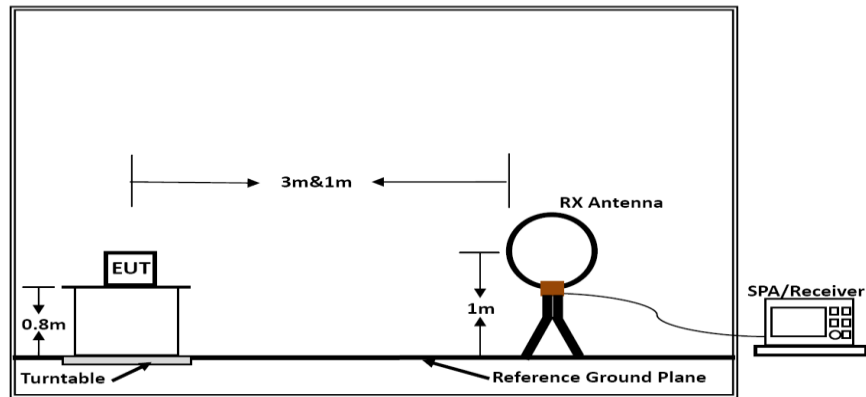 3m&1m
RX Antenna
EUT
SPA/Receiver
0.8m
1m
Turntable
Reference Ground Plane